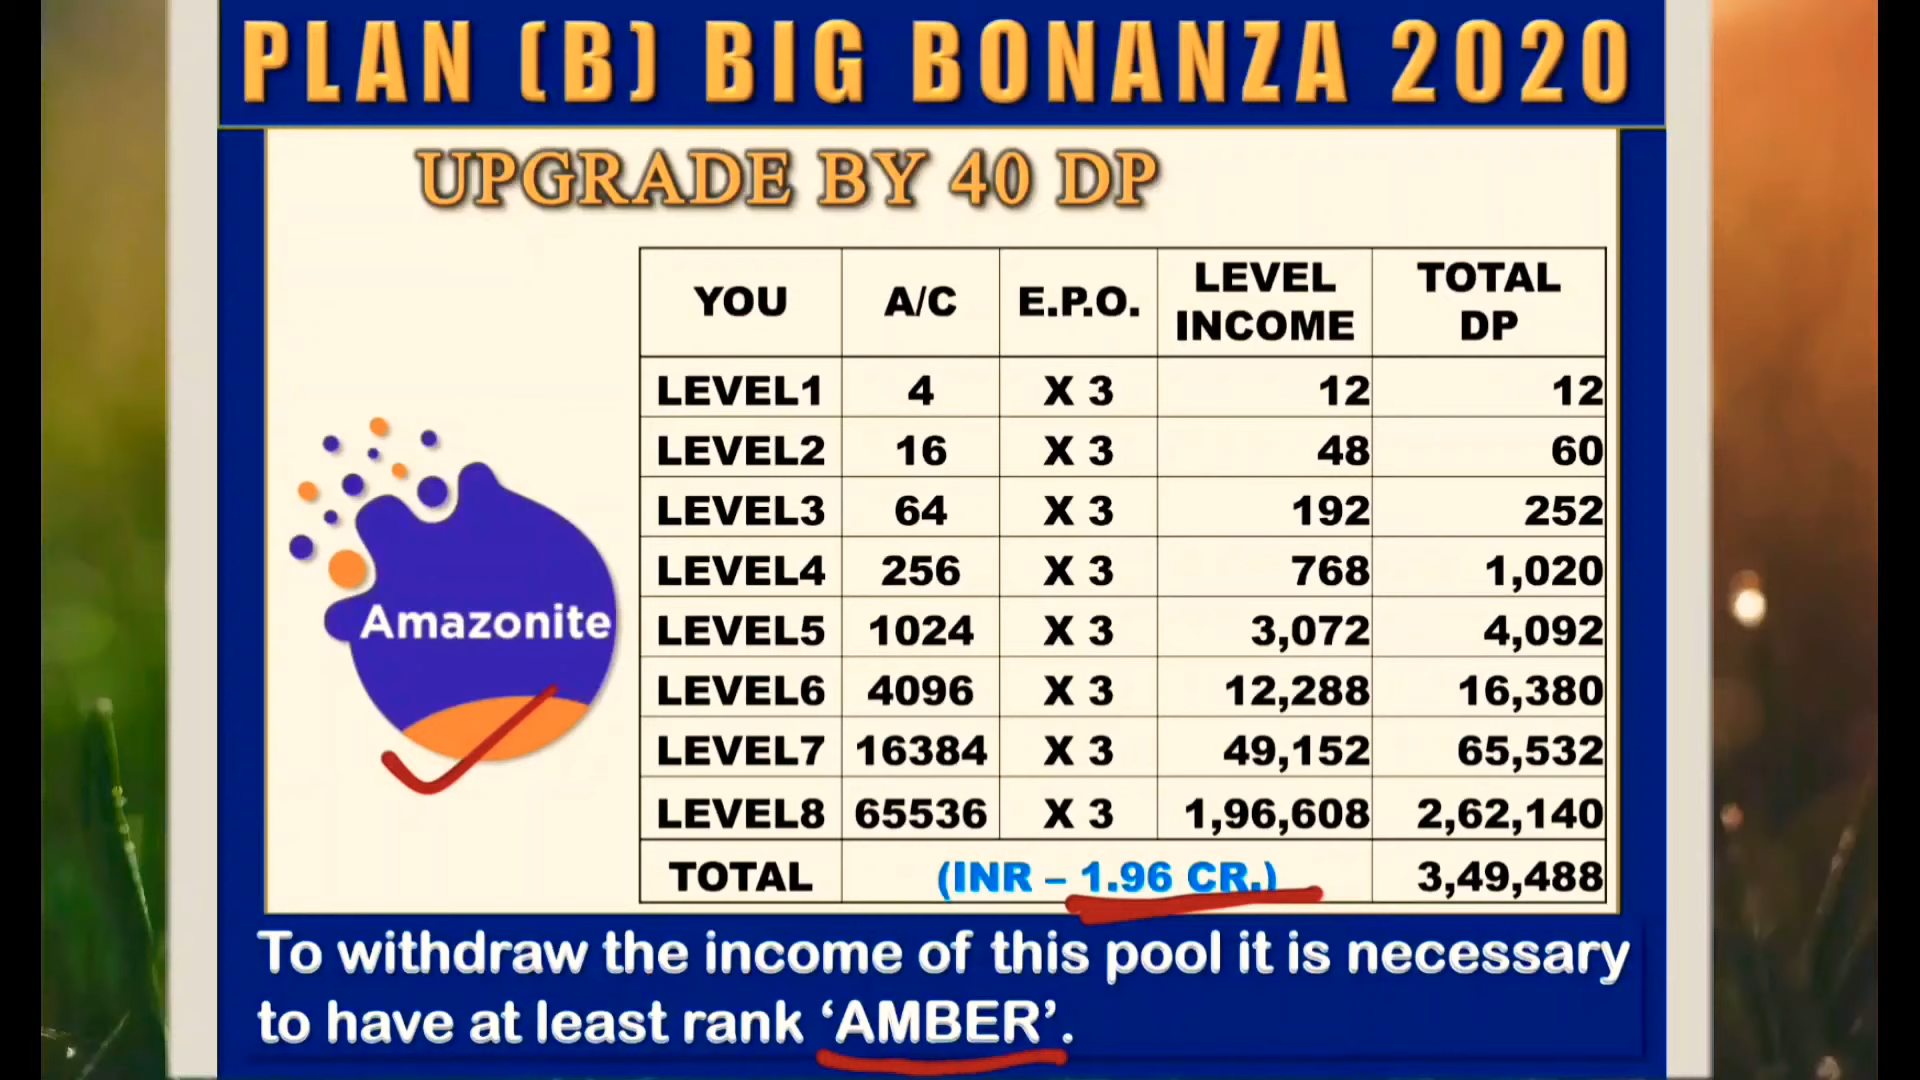 PLAN (B) BIG BONANZA 2020
UPGRADE BY 40 DP
YOU A/C E.P.O. LEVEL INCOME TOTAL DP
LEVEL1 4 X 3 12 12
LEVEL2 16 X 3 48 60
LEVEL3 64 X 3 192 252
LEVEL4 256 X 3 768 1,020
LEVEL5 1024 X 3 3,072 4,092
LEVEL6 4096 X 3 12,288 16,380
LEVEL7 16384 X 3 49,152 65,532
LEVEL8 65536 X 3 1,96,608 2,62,140
TOTAL (INR – 1.96 CR.) 3,49,488
Amazonite
To withdraw the income of this pool it is necessary
to have at least rank ‘AMBER’.